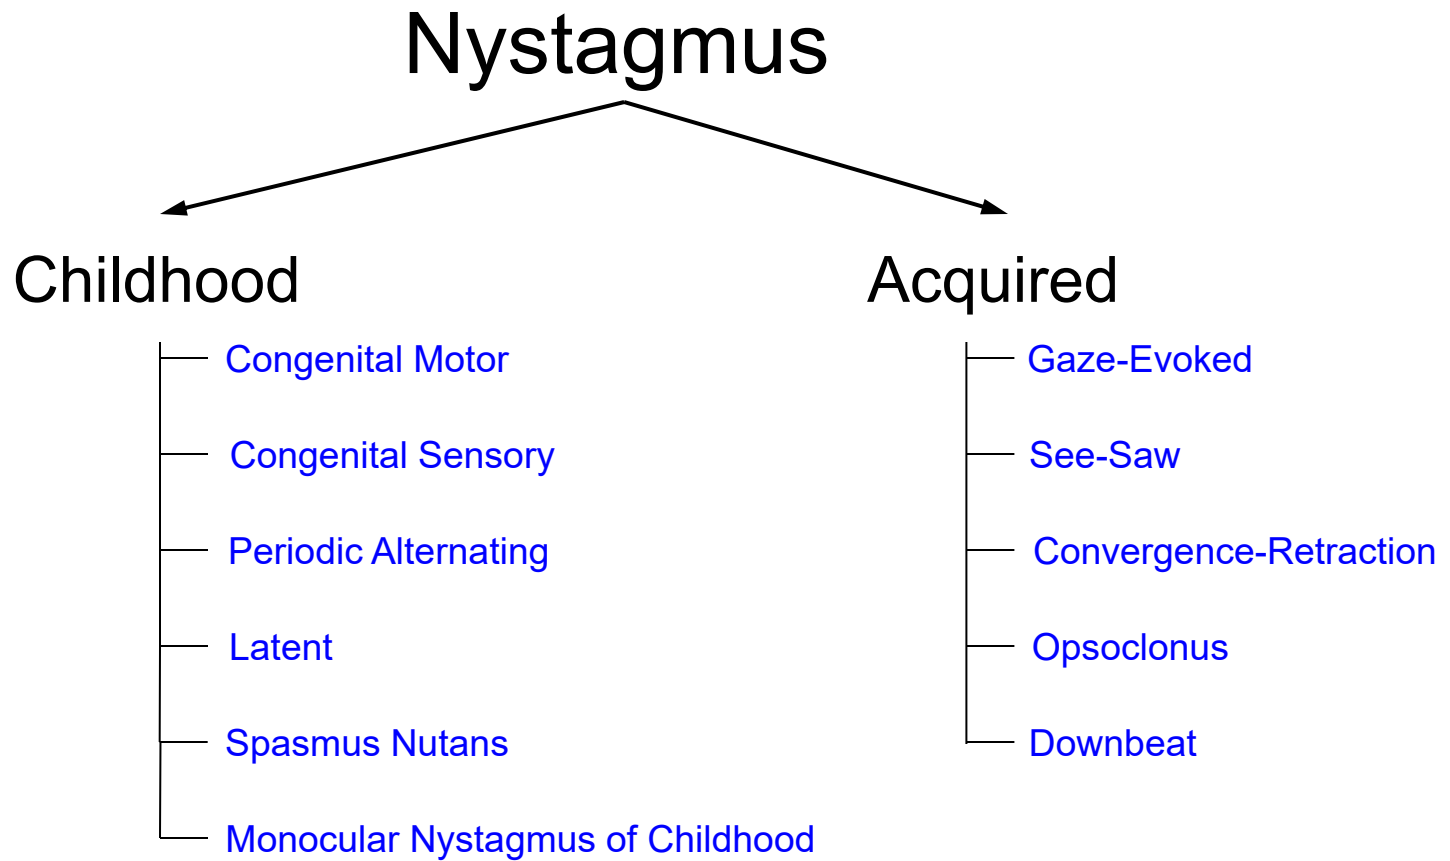 Nystagmus
Childhood
Congenital Motor
Congenital Sensory
Periodic Alternating
Latent
Spasmus Nutans
Monocular Nystagmus of Childhood
Acquired
Gaze-Evoked
See-Saw
Convergence-Retraction
Opsoclonus
Downbeat